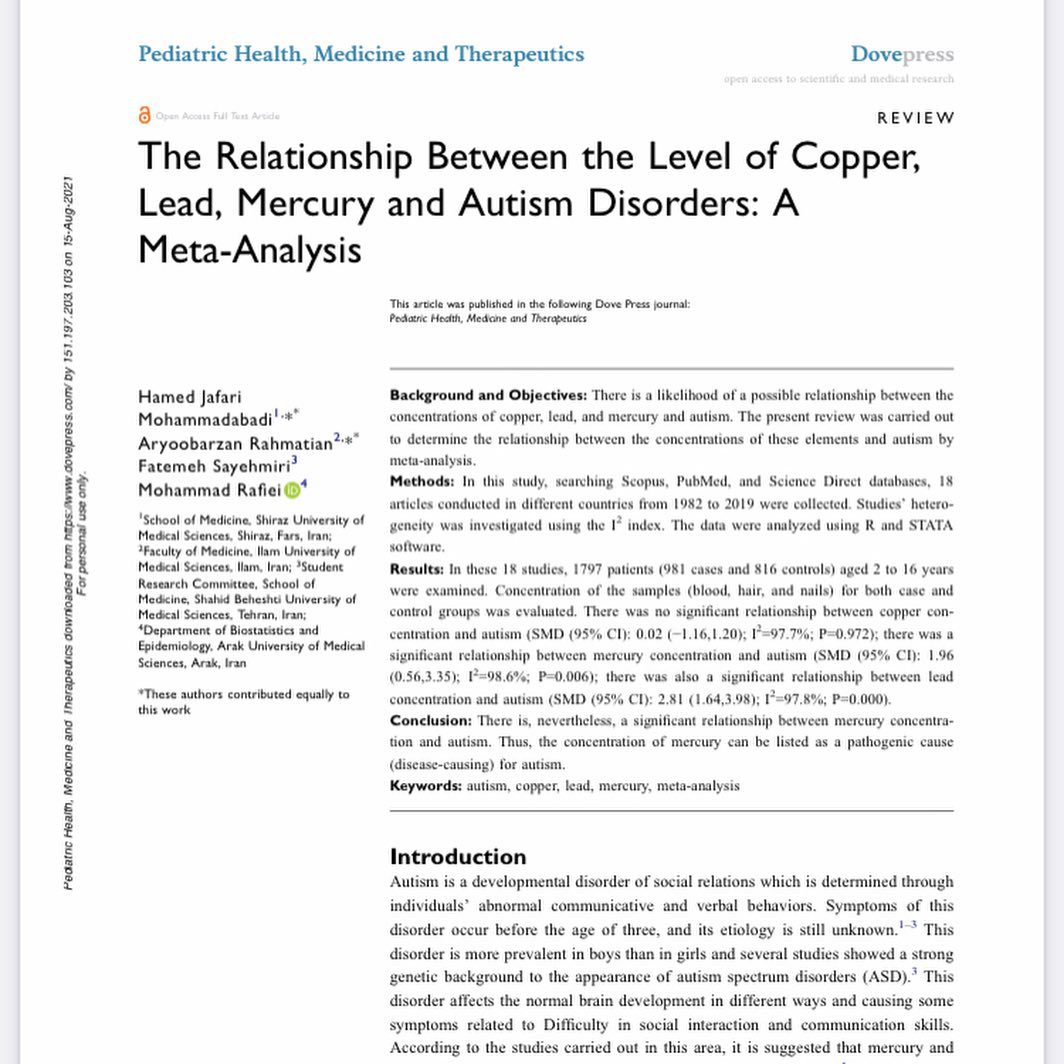 Pediatric Health, Medicine and Therapeutics
Dovepress
open access to scientific and medical research
Open Access Full Text Article
REVIEW
The Relationship Between the Level of Copper,
Lead, Mercury and Autism Disorders: A
Meta-Analysis
This article was published in the following Dove Press journal:
Pediatric Health, Medicine and Therapeutics
Hamed Jafari
Mohammadabadi1,*,*
Aryoobarzan Rahmatian2,*,*
Fatemeh Sayehmiri3
Mohammad Rafiei iD 4
1School of Medicine, Shiraz University of
Medical Sciences, Shiraz, Fars, Iran;
2Faculty of Medicine, Ilam University of
Medical Sciences, Ilam, Iran; 3Student
Research Committee, School of
Medicine, Shahid Beheshti University of
Medical Sciences, Tehran, Iran;
4Department of Biostatistics and
Epidemiology, Arak University of Medical
Sciences, Arak, Iran
*These authors contributed equally to
this work
Background and Objectives: There is a likelihood of a possible relationship between the
concentrations of copper, lead, and mercury and autism. The present review was carried out
to determine the relationship between the concentrations of these elements and autism by
meta-analysis.
Methods: In this study, searching Scopus, PubMed, and Science Direct databases, 18
articles conducted in different countries from 1982 to 2019 were collected. Studies' hetero-
geneity was investigated using the I2 index. The data were analyzed using R and STATA
software.
Results: In these 18 studies, 1797 patients (981 cases and 816 controls) aged 2 to 16 years
were examined. Concentration of the samples (blood, hair, and nails) for both case and
control groups was evaluated. There was no significant relationship between copper con-
centration and autism (SMD (95% CI): 0.02 (−1.16,1.20); I2=97.7%; P=0.972); there was a
significant relationship between mercury concentration and autism (SMD (95% CI): 1.96
(0.56,3.35); I2=98.6%; P=0.006); there was also a significant relationship between lead
concentration and autism (SMD (95% CI): 2.81 (1.64,3.98); I2=97.8%; P=0.000).
Conclusion: There is, nevertheless, a significant relationship between mercury concentra-
tion and autism. Thus, the concentration of mercury can be listed as a pathogenic cause
(disease-causing) for autism.
Keywords: autism, copper, lead, mercury, meta-analysis
Introduction
Autism is a developmental disorder of social relations which is determined through
individuals' abnormal communicative and verbal behaviors. Symptoms of this
disorder occur before the age of three, and its etiology is still unknown.1–3 This
disorder is more prevalent in boys than in girls and several studies showed a strong
genetic background to the appearance of autism spectrum disorders (ASD).3 This
disorder affects the normal brain development in different ways and causing some
symptoms related to Difficulty in social interaction and communication skills.
According to the studies carried out in this area, it is suggested that mercury and
Pediatric Health, Medicine and Therapeutics downloaded from https://www.dovepress.com/ by 151.197.203.103 on 15-Aug-2021
For personal use only.